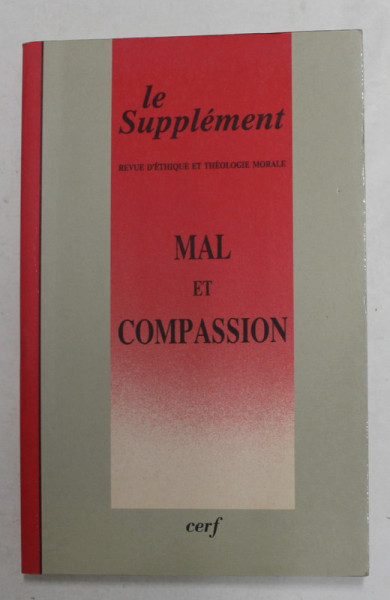 le
Supplément
REVUE D'ÉTHIQUE ET THÉOLOGIE MORALE
MAL
ET
COMPASSION
cerf